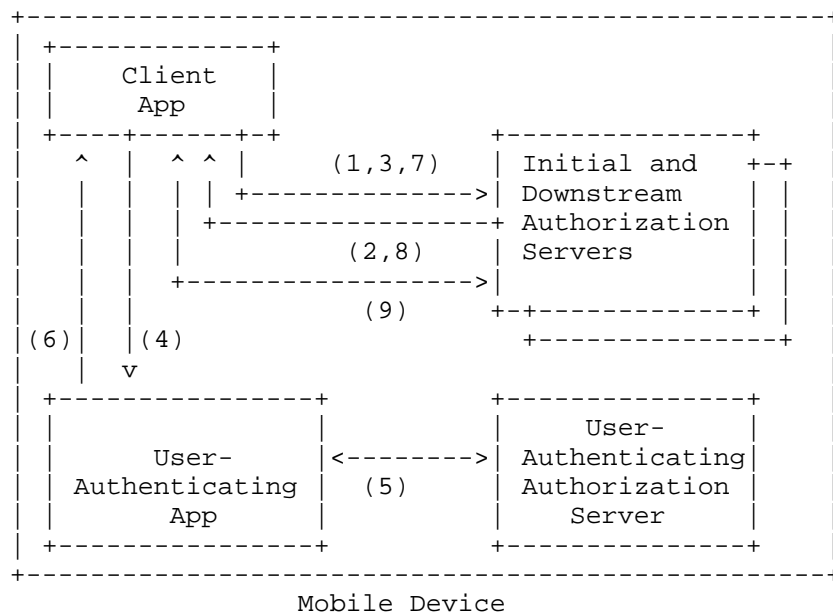 Client
App
(1,3,7) Initial and
Downstream
Authorization
(2,8) Servers
(9)
(6) (4)
User-
User- Authenticating
Authenticating (5) Authorization
App Server
Mobile Device